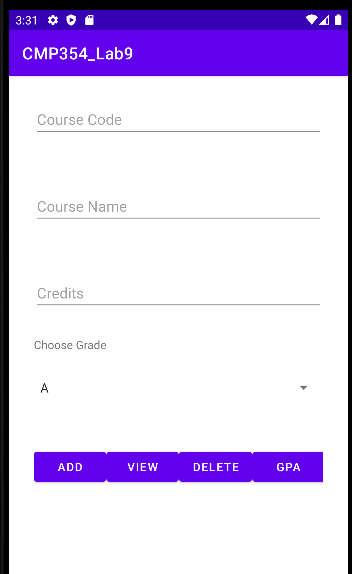 3:31
CMP354_Lab9
Course Code
Course Name
Credits
Choose Grade
A
ADD VIEW DELETE GPA